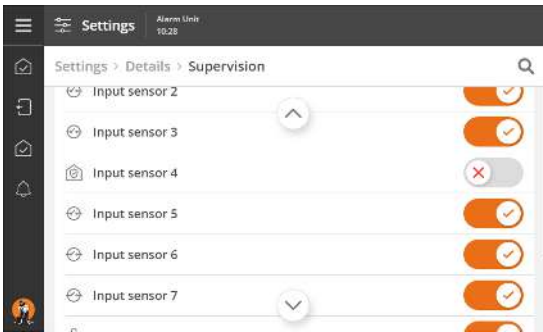 Settings
Alarm Unit
10:28
Settings > Details > Supervision
Input sensor 2
Input sensor 3
Input sensor 4
Input sensor 5
Input sensor 6
Input sensor 7